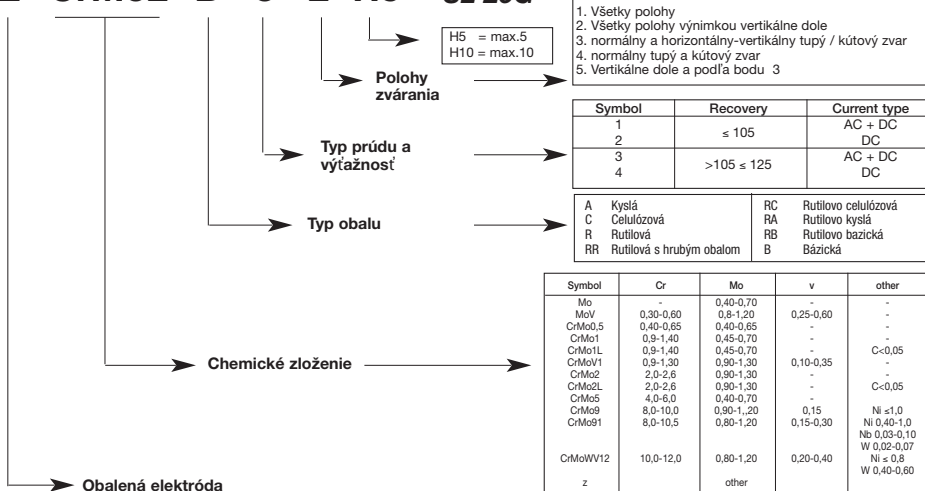 1. Všetky polohy
2. Všetky polohy výnimkou vertikálne dole
3. normálny a horizontálny-vertikálny tupý / kútový zvar
4. normálny tupý a kútový zvar
5. Vertikálne dole a podľa bodu 3
H5 = max.5
H10 = max.10
Polohy
zvárania
Symbol Recovery Current type
1 ≤ 105 AC + DC
2 DC
3 >105 ≤ 125 AC + DC
4 DC
Typ prúdu a
výťažnosť
Typ obalu
A Kyslá RC Rutilovo celulózová
C Celulózová RA Rutilovo kyslá
R Rutilová RB Rutilovo bazická
RR Rutilová s hrubým obalom B Bázická
Symbol Cr Mo v other
Mo - 0,40-0,70 - -
MoV 0,30-0,60 0,8-1,20 0,25-0,60 -
CrMo0,5 0,40-0,65 0,40-0,65 - -
CrMo1 0,9-1,40 0,45-0,70 - -
CrMo1L 0,9-1,40 0,45-0,70 - C<0,05
CrMoV1 0,9-1,30 0,90-1,30 0,10-0,35 -
CrMo2 2,0-2,6 0,90-1,30 - -
CrMo2L 2,0-2,6 0,90-1,30 - C<0,05
CrMo5 4,0-6,0 0,40-0,70 -
CrMo9 8,0-10,0 0,90-1,,20 0,15 Ni ≤1,0
CrMo91 8,0-10,5 0,80-1,20 0,15-0,30 Ni 0,40-1,0
Nb 0,03-0,10
W 0,02-0,07
CrMoWV12 10,0-12,0 0,80-1,20 0,20-0,40 Ni ≤ 0,8
W 0,40-0,60
z other
Chemické zloženie
Obalená elektróda